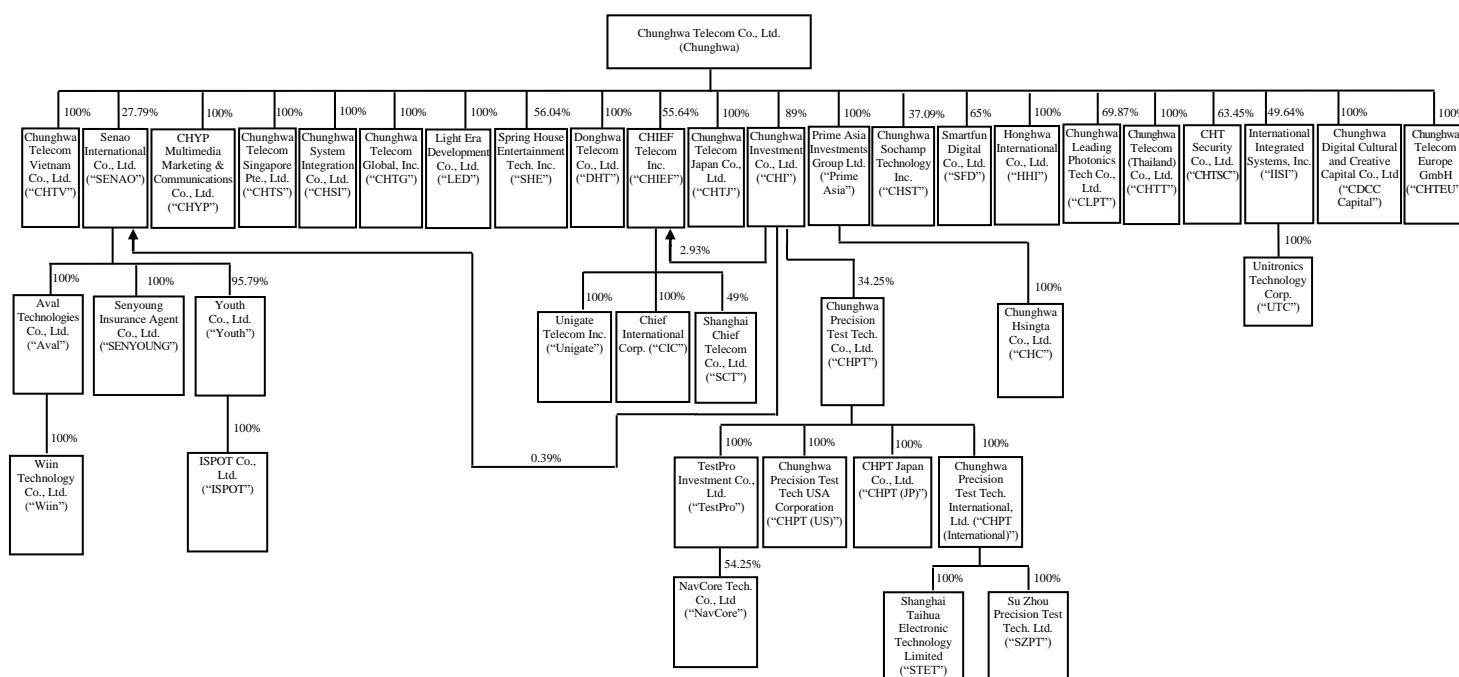 Chunghwa Telecom Co., Ltd.
(Chunghwa)
100%
27.79%
100%
100%
100%
100%
100%
56.04%
100%
55.64%
100%
89%
100%
37.09%
65%
100%
69.87%
100%
63.45%
49.64%
100%
100%
Chunghwa
Telecom
Vietnam
Co., Ltd.
(“CHTV”)
Senao
International
Co., Ltd.
(“SENAO”)
CHYP
Multimedia
Marketing &
Communications
Co., Ltd.
(“CHYP”)
Chunghwa
Telecom
Singapore
Pte., Ltd.
(“CHTS”)
Chunghwa
System
Integration
Co., Ltd.
(“CHSI”)
Chunghwa
Telecom
Global, Inc.
(“CHTG”)
Light Era
Development
Co., Ltd.
(“LED”)
Spring House
Entertainment
Tech. Inc.
(“SHE”)
Donghwa
Telecom
Co., Ltd.
(“DHT”)
CHIEF
Telecom
Inc.
(“CHIEF”)
Chunghwa
Telecom
Japan Co.,
Ltd.
(“CHTJ”)
Chunghwa
Investment
Co., Ltd.
(“CHI”)
Prime Asia
Investments
Group Ltd.
(“Prime
Asia”)
Chunghwa
Sochamp
Technology
Inc.
(“CHST”)
Smartfun
Digital
Co., Ltd.
(“SFD”)
Honghwa
International
Co., Ltd.
(“HHI”)
Chunghwa
Leading
Photonics
Tech Co.,
Ltd.
(“CLPT”)
Chunghwa
Telecom
(Thailand)
Co., Ltd.
(“CHTT”)
CHT
Security
Co., Ltd.
(“CHTSC”)
International
Integrated
Systems, Inc.
(“IISI”)
Chunghwa
Digital Cultural
and Creative
Capital Co., Ltd
(“CDCC
Capital”)
Chunghwa
Telecom
Europe
GmbH
(“CHTEU”)
2.93%
100%
100%
95.79%
100%
100%
49%
34.25%
100%
100%
Aval
Technologies
Co., Ltd.
(“Aval”)
Senyoung
Insurance Agent
Co., Ltd.
(“SENYOUNG”)
Youth
Co., Ltd.
(“Youth”)
Unigate
Telecom Inc.
(“Unigate”)
Chief
International
Corp. (“CIC”)
Shanghai
Chief
Telecom
Co., Ltd.
(“SCT”)
Chunghwa
Precision
Test Tech.
Co., Ltd.
(“CHPT”)
Chunghwa
Hsingta
Co., Ltd.
(“CHC”)
Unitronics
Technology
Corp.
(“UTC”)
100%
100%
0.39%
100%
100%
100%
100%
Wiin
Technology
Co., Ltd.
(“Wiin”)
ISPOT Co.,
Ltd.
(“ISPOT”)
TestPro
Investment Co.,
Ltd.
(“TestPro”)
Chunghwa
Precision Test
Tech USA
Corporation
(“CHPT (US)”)
CHPT Japan
Co., Ltd.
(“CHPT (JP)”)
Chunghwa
Precision
Test Tech.
International,
Ltd. (“CHPT
(International)”)
54.25%
100%
100%
NavCore Tech.
Co., Ltd
(“NavCore”)
Shanghai
Taihua
Electronic
Technology
Limited
(“STET”)
Su Zhou
Precision Test
Tech. Ltd.
(“SZPT”)